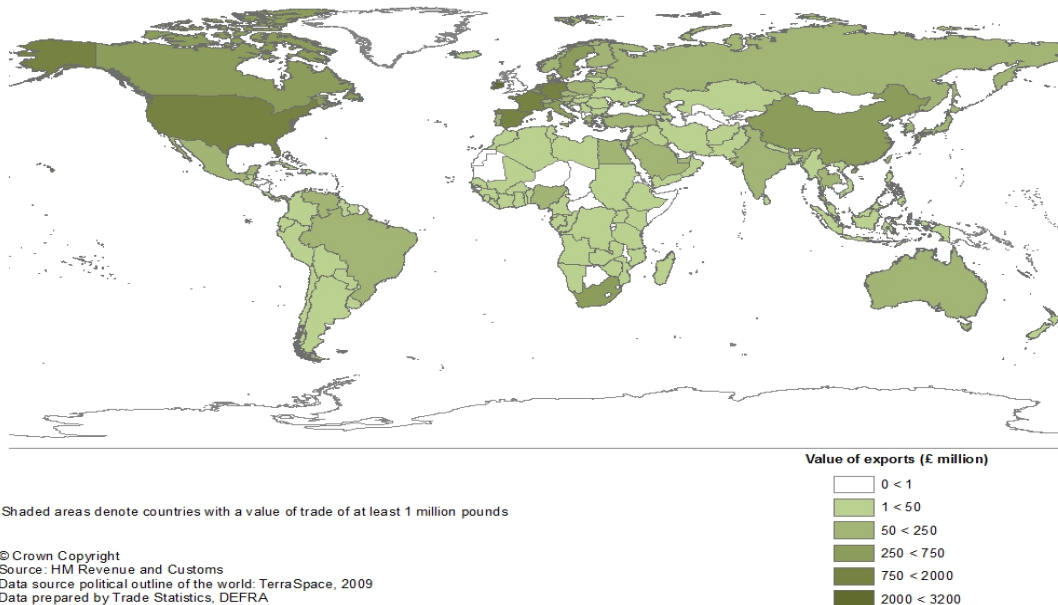 Value of exports (£ million)
0 < 1
1 < 50
50 < 250
250 < 750
750 < 2000
2000 < 3200
Shaded areas denote countries with a value of trade of at least 1 million pounds
© Crown Copyright
Source: HM Revenue and Customs
Data source political outline of the world: TerraSpace, 2009
Data prepared by Trade Statistics, DEFRA